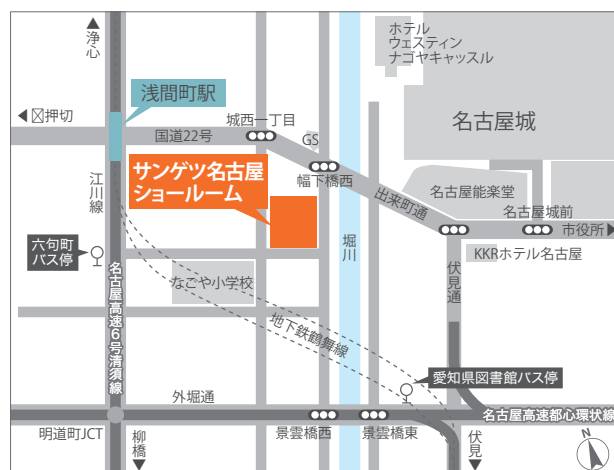 ▲浄心
ホテル
ウェスティン
ナゴヤキャッスル
浅間町駅
◀押切
国道22号
城西一丁目
GS
名古屋城
サンゲツ名古屋
ショールーム
幅下橋西
江川線
出来町通
名古屋能楽堂
名古屋城前
市役所▶
六句町
バス停
堀川
伏見通
KKRホテル名古屋
なごや小学校
名古屋高速6号清須線
地下鉄鶴舞線
愛知県図書館バス停
外堀通
名古屋高速都心環状線
明道町JCT
柳橋▼
景雲橋西
景雲橋東
伏見▼
N